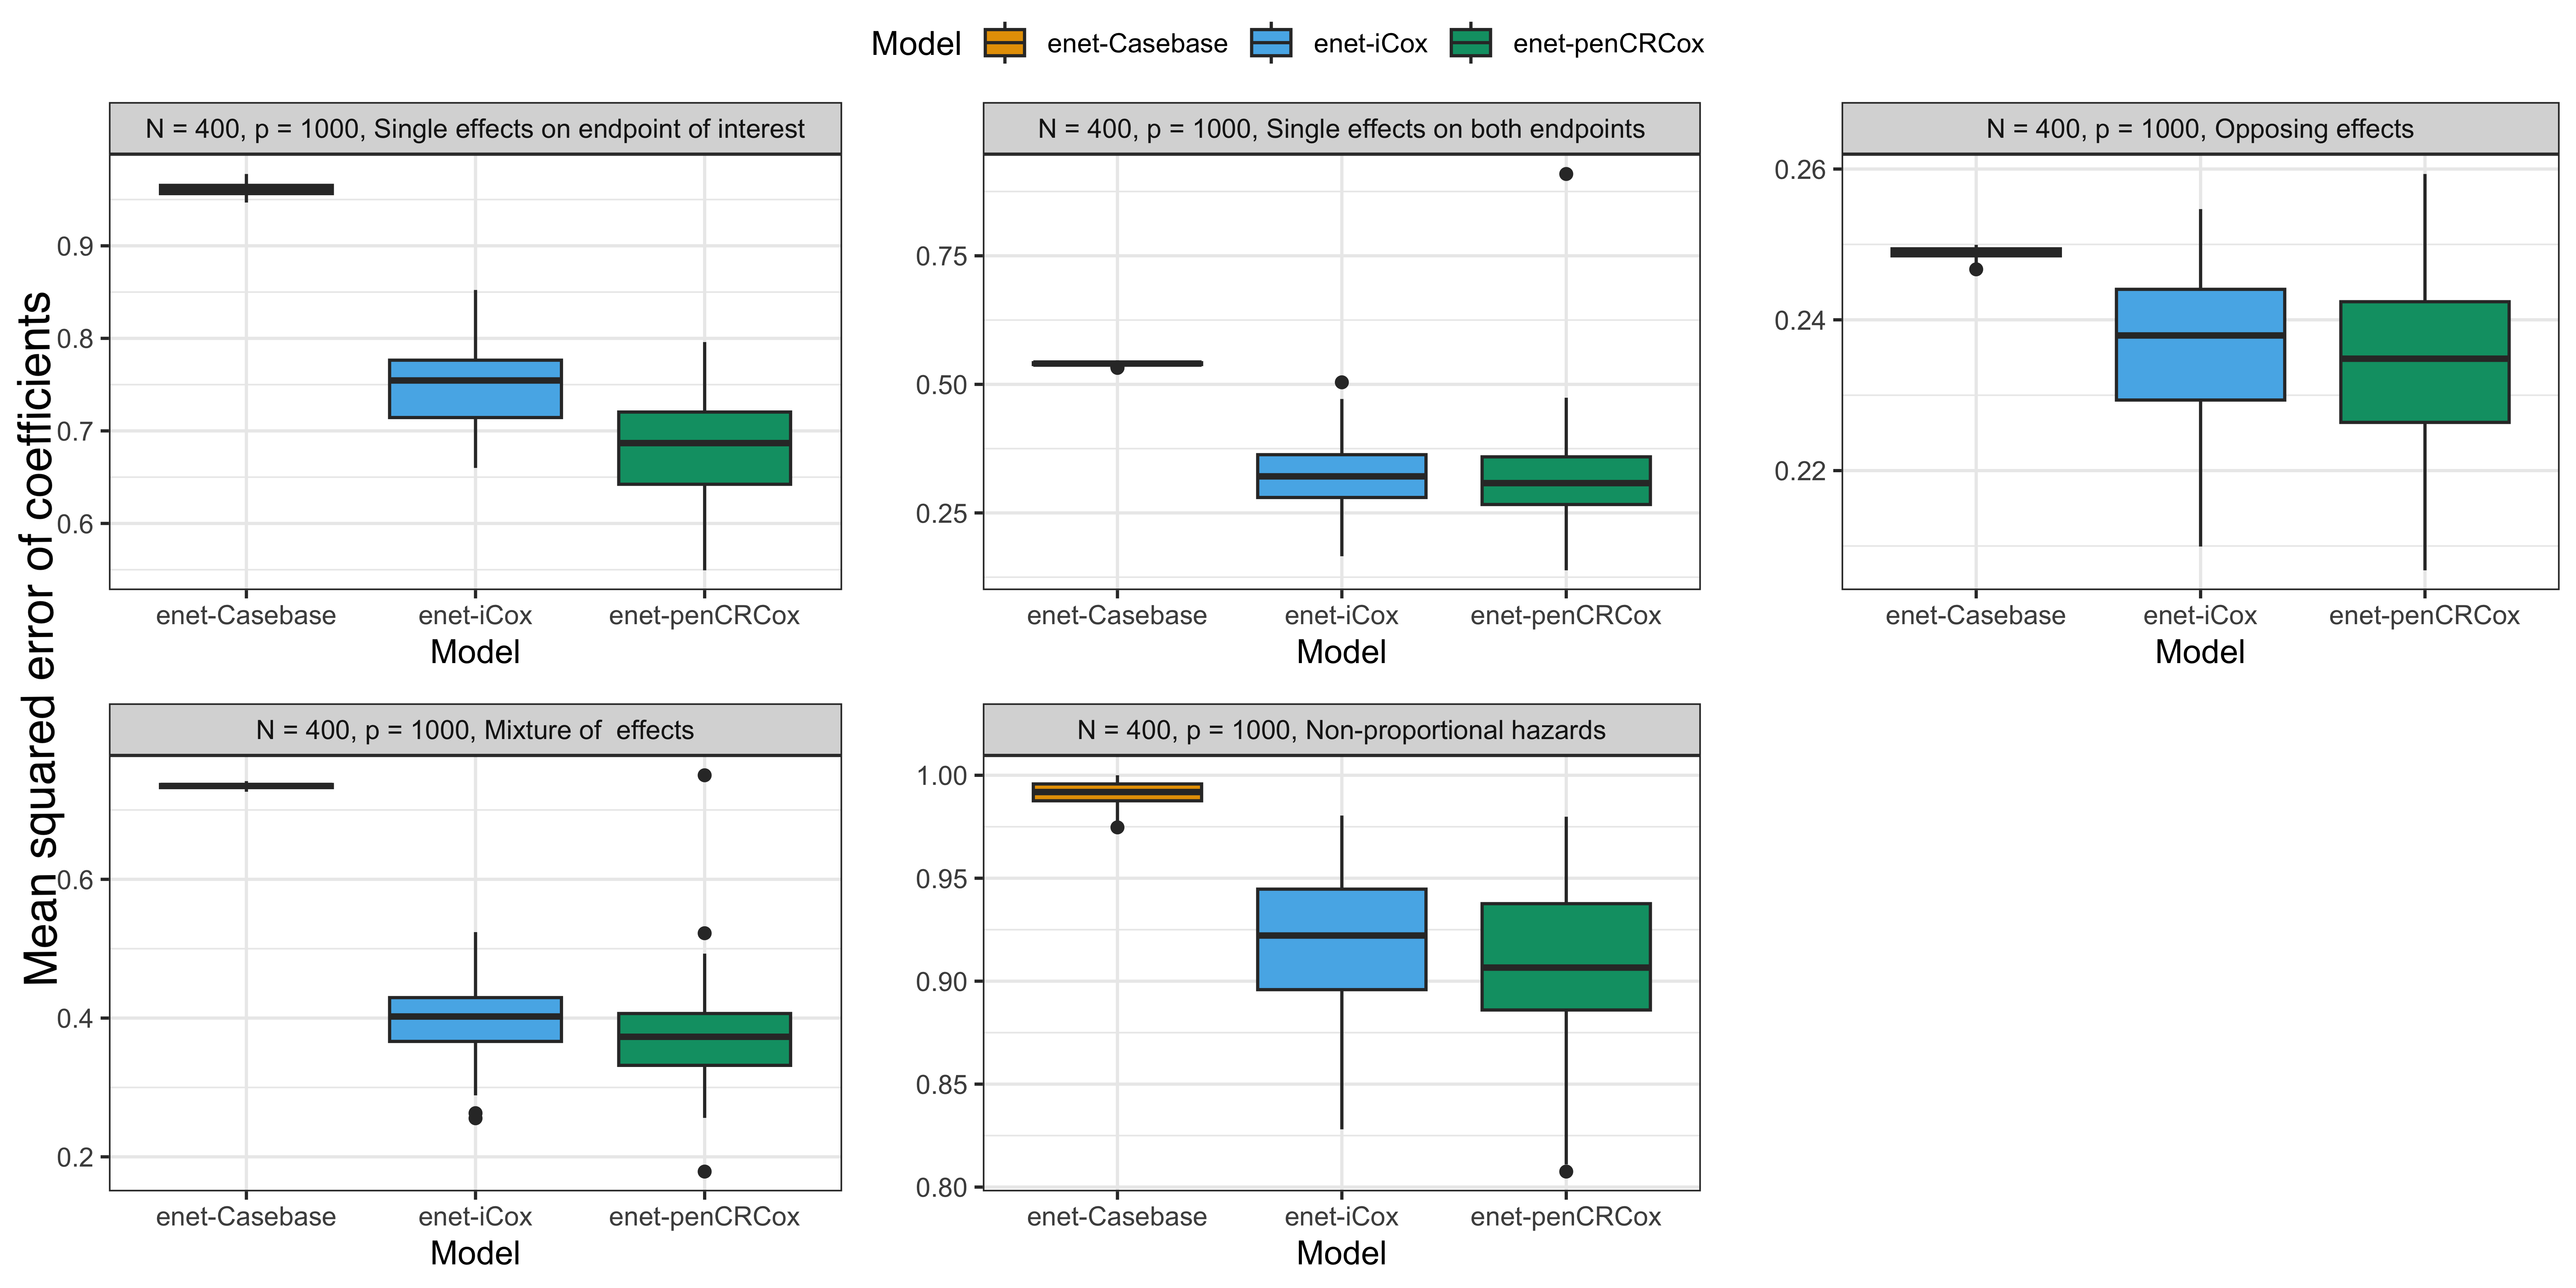 Model enet-Casebase enet-iCox enet-penCRCox
Mean squared error of coefficients
N = 400, p = 1000, Single effects on endpoint of interest
0.9
0.8
0.7
0.6
enet-Casebase enet-iCox enet-penCRCox
Model
N = 400, p = 1000, Single effects on both endpoints
0.75
0.50
0.25
enet-Casebase enet-iCox enet-penCRCox
Model
N = 400, p = 1000, Opposing effects
0.26
0.24
0.22
enet-Casebase enet-iCox enet-penCRCox
Model
N = 400, p = 1000, Mixture of  effects
0.6
0.4
0.2
enet-Casebase enet-iCox enet-penCRCox
Model
N = 400, p = 1000, Non-proportional hazards
1.00
0.95
0.90
0.85
0.80
enet-Casebase enet-iCox enet-penCRCox
Model